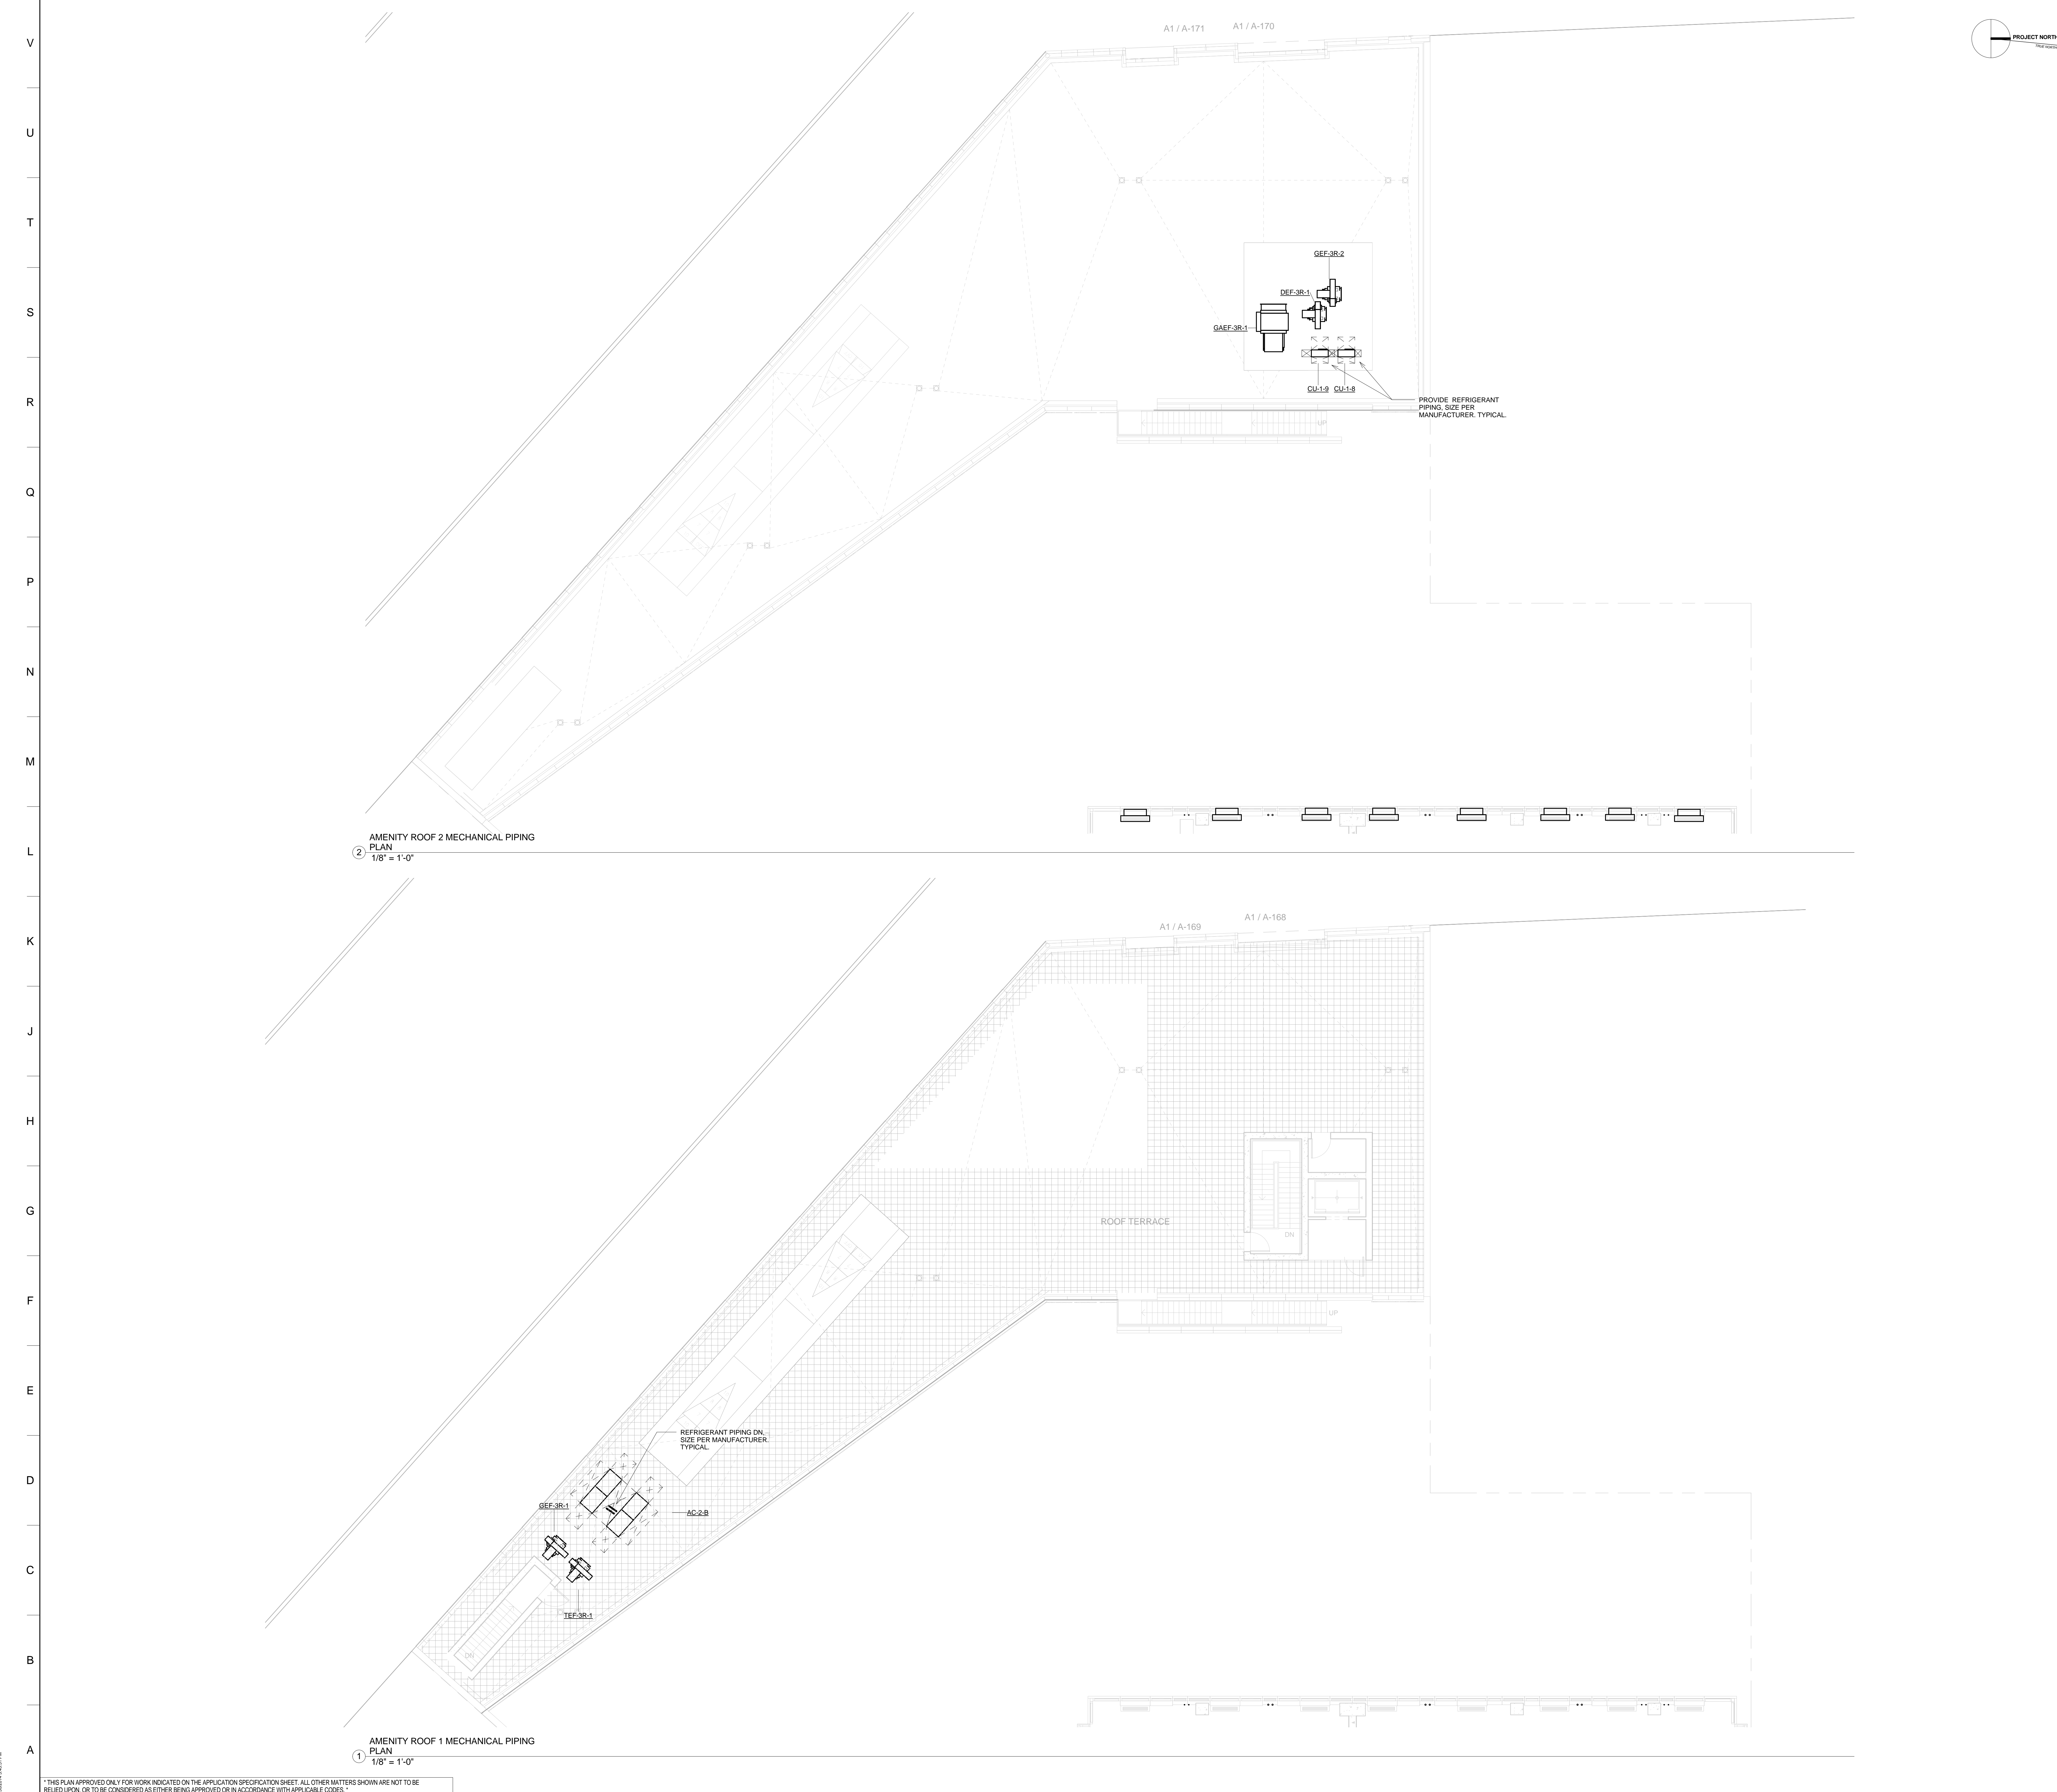 V
U
T
S
R
Q
P
N
M
L
K
J
H
G
F
E
D
C
B
A
A1 / A-171
A1 / A-170
PROJECT NORTH
TRUE NORTH
GEF-3R-2
DEF-3R-1
GAEF-3R-1
CU-1-9
CU-1-8
PROVIDE REFRIGERANT
PIPING, SIZE PER
MANUFACTURER. TYPICAL.
UP
AMENITY ROOF 2 MECHANICAL PIPING
PLAN
2
1/8" = 1'-0"
A1 / A-169
A1 / A-168
ROOF TERRACE
DN
UP
REFRIGERANT PIPING DN,
SIZE PER MANUFACTURER.
TYPICAL.
GEF-3R-1
AC-2-B
TEF-3R-1
DN
AMENITY ROOF 1 MECHANICAL PIPING
PLAN
1
1/8" = 1'-0"
* THIS PLAN APPROVED ONLY FOR WORK INDICATED ON THE APPLICATION SPECIFICATION SHEET. ALL OTHER MATTERS SHOWN ARE NOT TO BE
RELIED UPON, OR TO BE CONSIDERED AS EITHER BEING APPROVED OR IN ACCORDANCE WITH APPLICABLE CODES. *